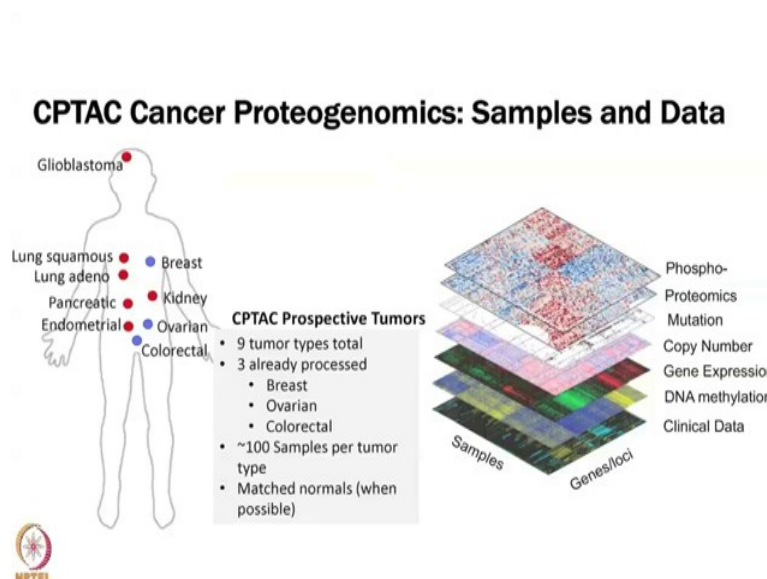 CPTAC Cancer Proteogenomics: Samples and Data
Glioblastoma
Lung squamous
Lung adeno
Pancreatic
Endometrial
Breast
Kidney
Ovarian
Colorectal
CPTAC Prospective Tumors
• 9 tumor types total
• 3 already processed
• Breast
• Ovarian
• Colorectal
• ~100 Samples per tumor
type
• Matched normals (when
possible)
Phospho-
Proteomics
Mutation
Copy Number
Gene Expressio
DNA methylation
Clinical Data
Samples
Genes/loci
NPTEL